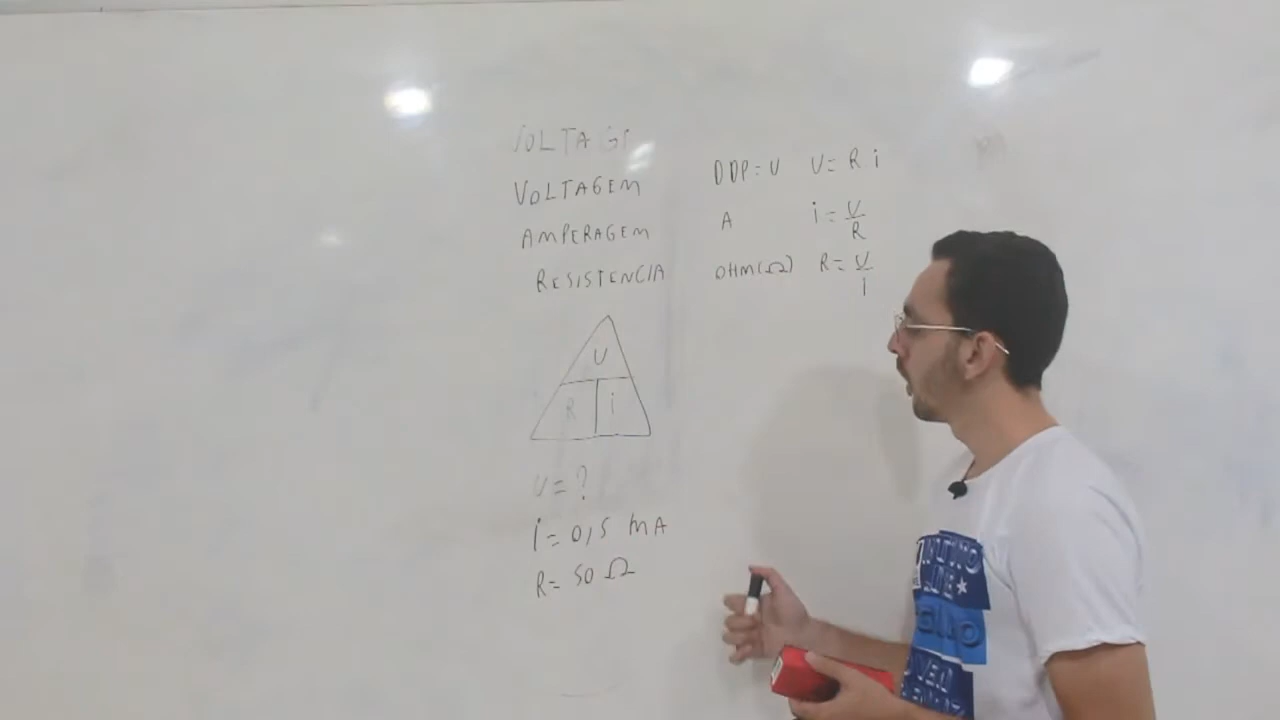 VOLTAGE
VOLTAGEM DDP=U U= R i
AMPERAGEM A i = U/R
RESISTENCIA OHM(Ω) R= U/i
U
R i
U = ?
i = 0,5 mA
R= 50 Ω